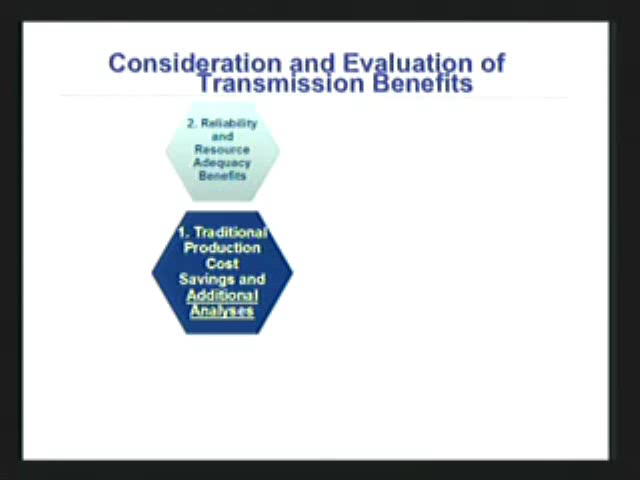 Consideration and Evaluation of
Transmission Benefits
2. Reliability
and
Resource
Adequacy
Benefits
1. Traditional
Production
Cost
Savings and
Additional
Analyses